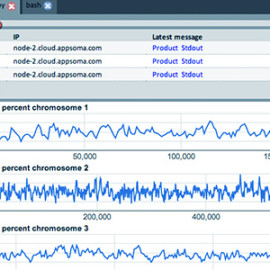 bash
IP Latest message
node-2.cloud.appsoma.com Product Stdout
node-2.cloud.appsoma.com Product Stdout
node-2.cloud.appsoma.com Product Stdout
percent chromosome 1
50,000 100,000
percent chromosome 2
200,000 400,000
percent chromosome 3